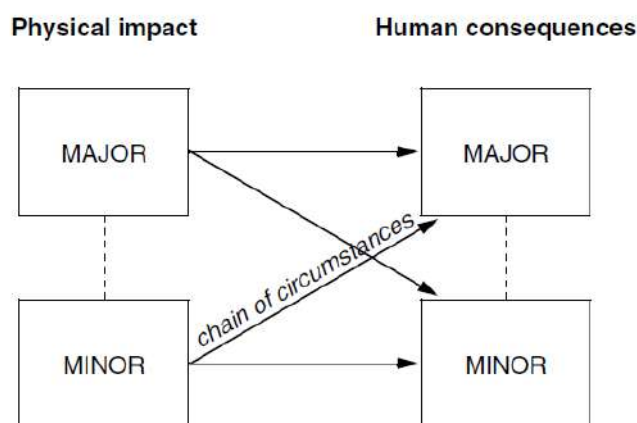 Physical impact
Human consequences
MAJOR
MAJOR
chain of circumstances
MINOR
MINOR